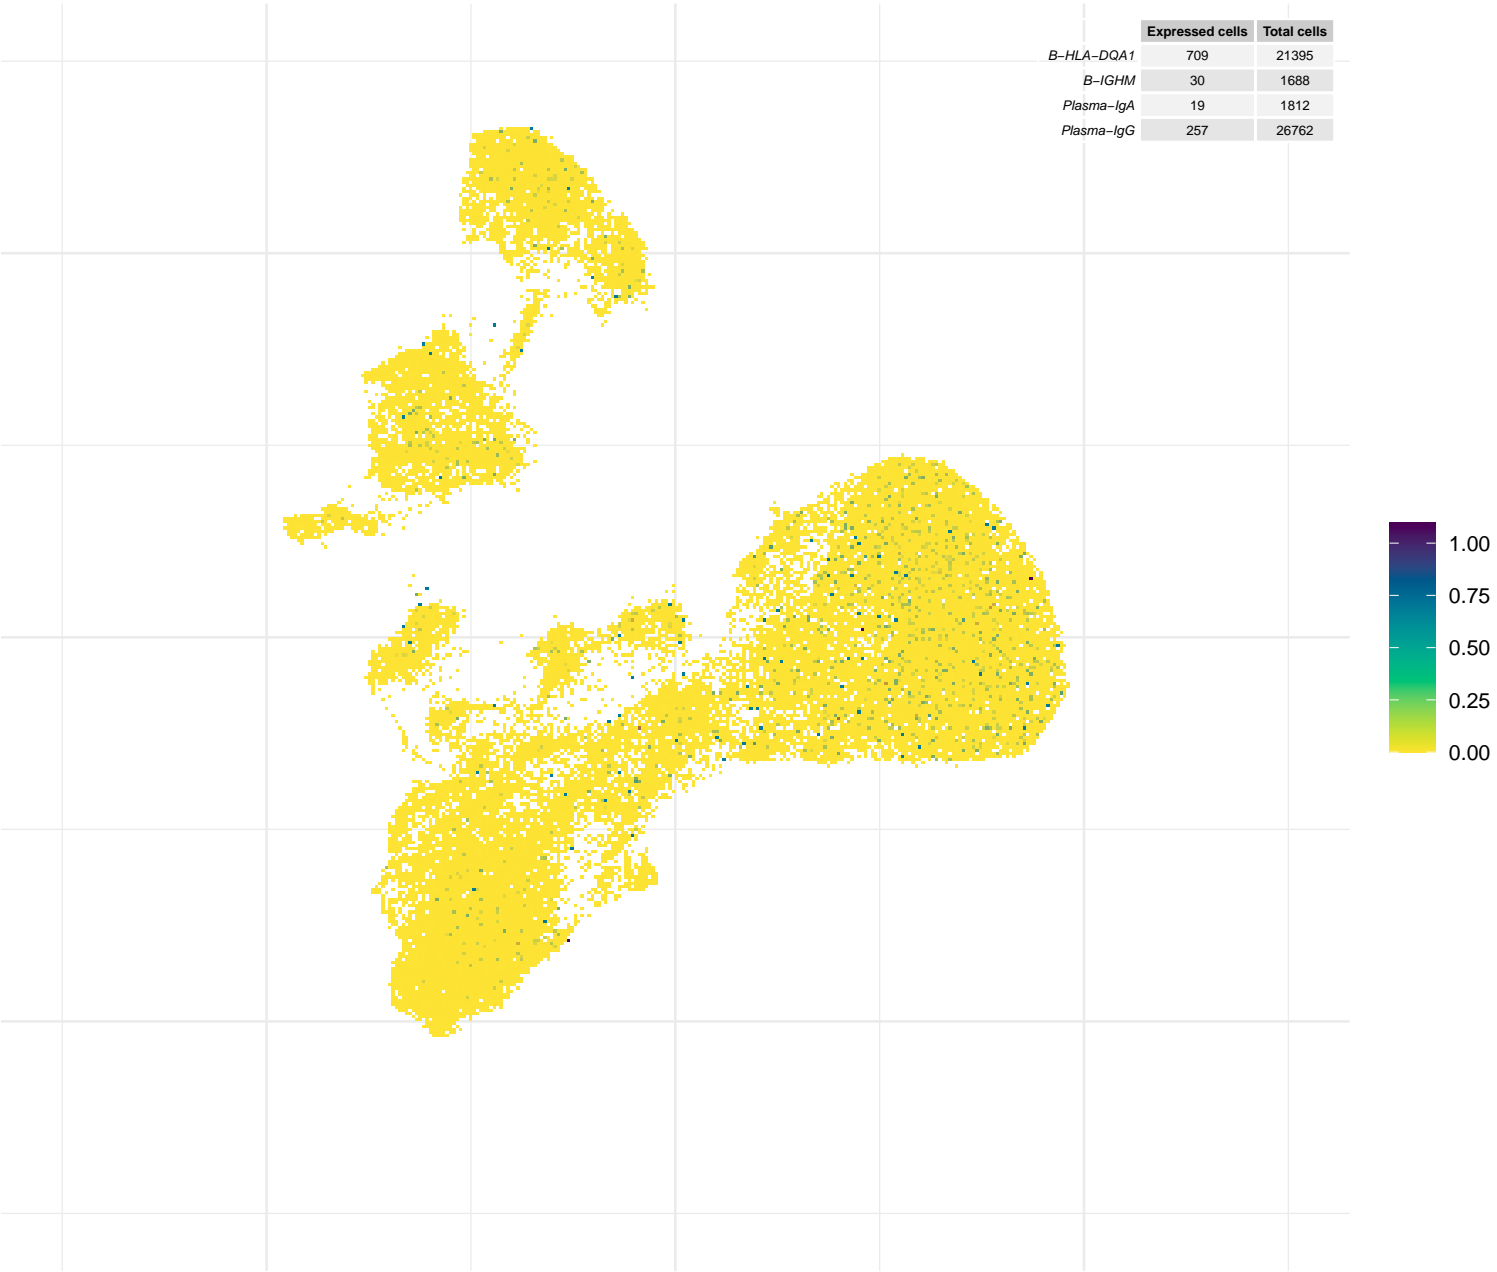 Expressed cells Total cells
B−HLA−DQA1 709 21395
B−IGHM 30 1688
Plasma−IgA 19 1812
Plasma−IgG 257 26762
1.00
0.75
0.50
0.25
0.00